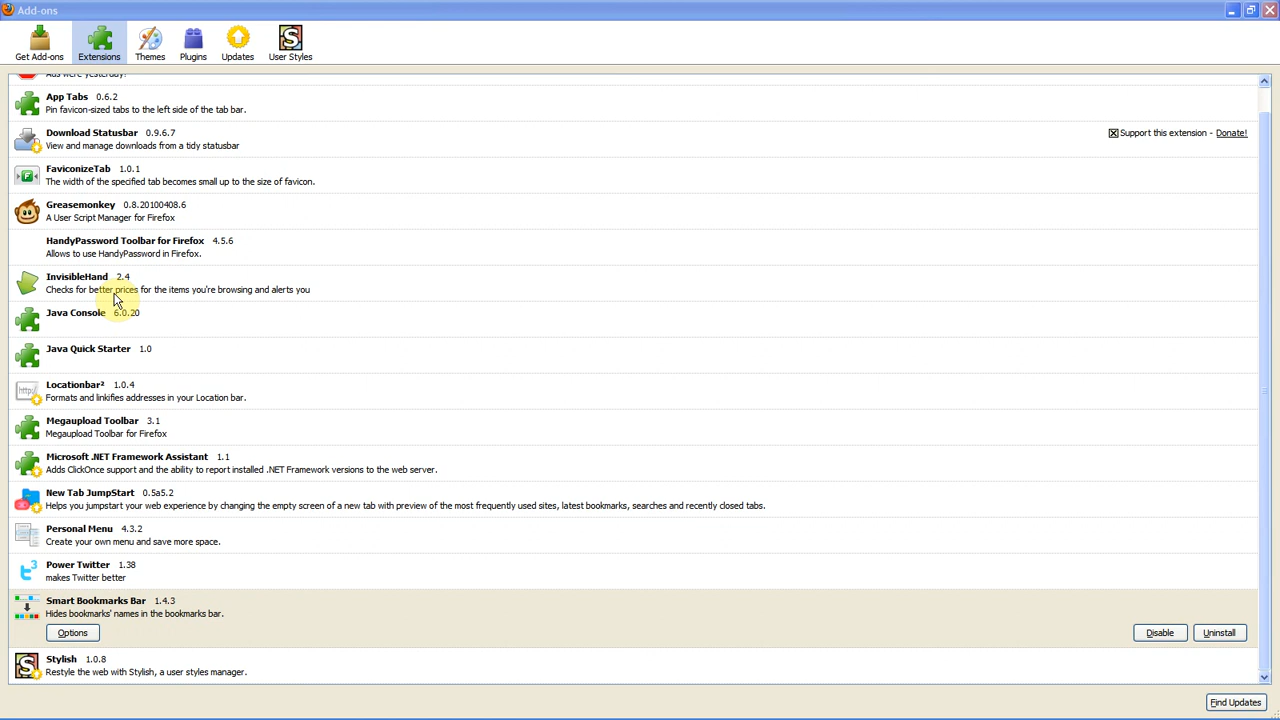 Add-ons
Get Add-ons Extensions Themes Plugins Updates User Styles
Ads were yesterday!
App Tabs 0.6.2
Pin favicon-sized tabs to the left side of the tab bar.
Download Statusbar 0.9.6.7
Support this extension - Donate!
View and manage downloads from a tidy statusbar
FaviconizeTab 1.0.1
The width of the specified tab becomes small up to the size of favicon.
Greasemonkey 0.8.20100408.6
A User Script Manager for Firefox
HandyPassword Toolbar for Firefox 4.5.6
Allows to use HandyPassword in Firefox.
InvisibleHand 2.4
Checks for better prices for the items you're browsing and alerts you
Java Console 6.0.20
Java Quick Starter 1.0
http://
Locationbar² 1.0.4
Formats and linkifies addresses in your Location bar.
Megaupload Toolbar 3.1
Megaupload Toolbar for Firefox
Microsoft .NET Framework Assistant 1.1
Adds ClickOnce support and the ability to report installed .NET Framework versions to the web server.
New Tab JumpStart 0.5a5.2
Helps you jumpstart your web experience by changing the empty screen of a new tab with preview of the most frequently used sites, latest bookmarks, searches and recently closed tabs.
Personal Menu 4.3.2
Create your own menu and save more space.
Power Twitter 1.38
makes Twitter better
Smart Bookmarks Bar 1.4.3
Hides bookmarks' names in the bookmarks bar.
Options Disable Uninstall
Stylish 1.0.8
Restyle the web with Stylish, a user styles manager.
Find Updates